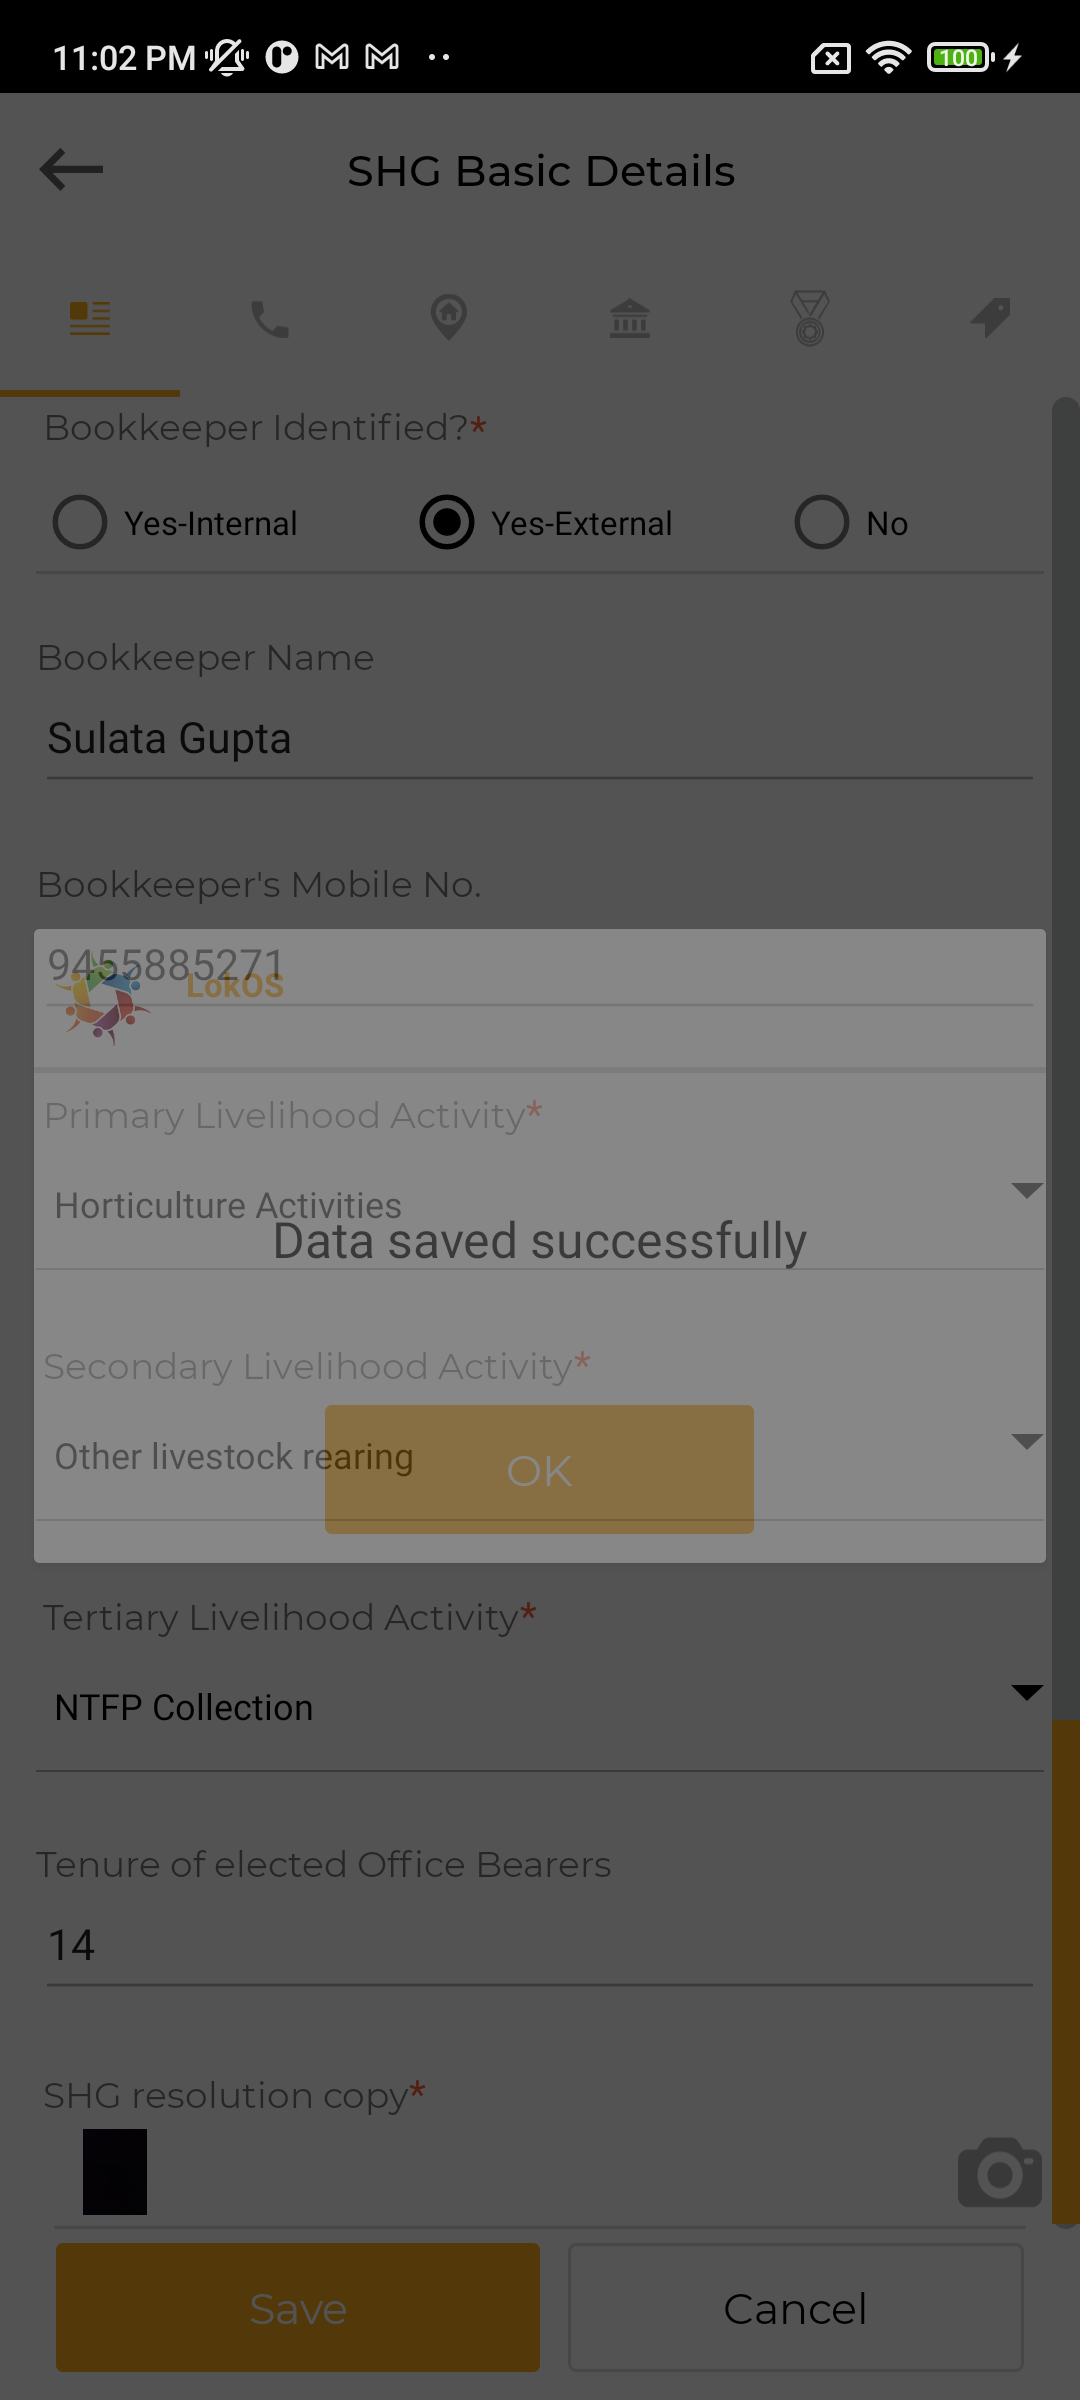 11:02 PM
100
SHG Basic Details
Bookkeeper Identified?*
Yes-Internal
Yes-External
No
Bookkeeper Name
Sulata Gupta
Bookkeeper's Mobile No.
9455885271
LokOS
Primary Livelihood Activity*
Horticulture Activities
Data saved successfully
Secondary Livelihood Activity*
Other livestock rearing
OK
Tertiary Livelihood Activity*
NTFP Collection
Tenure of elected Office Bearers
14
SHG resolution copy*
Save
Cancel